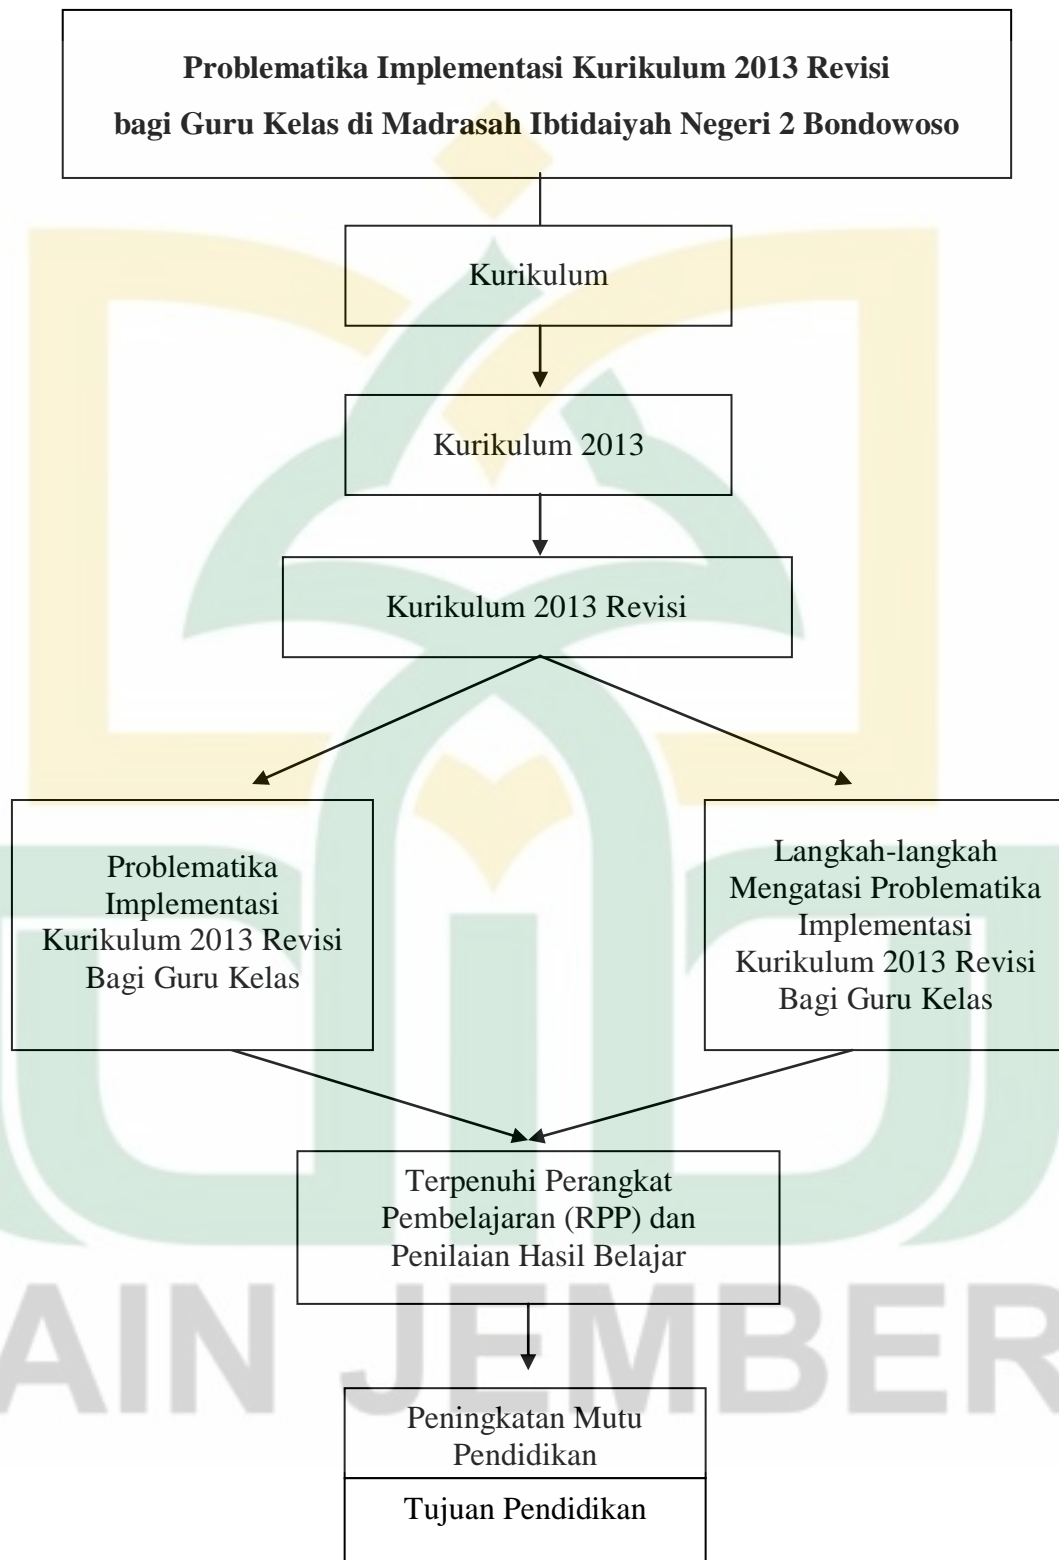 Problematika Implementasi Kurikulum 2013 Revisi
bagi Guru Kelas di Madrasah Ibtidaiyah Negeri 2 Bondowoso
Kurikulum
Kurikulum 2013
Kurikulum 2013 Revisi
Problematika
Implementasi
Kurikulum 2013 Revisi
Bagi Guru Kelas
Langkah-langkah
Mengatasi Problematika
Implementasi
Kurikulum 2013 Revisi
Bagi Guru Kelas
Terpenuhi Perangkat
Pembelajaran (RPP) dan
Penilaian Hasil Belajar
AIN JEMBER
Peningkatan Mutu
Pendidikan
Tujuan Pendidikan